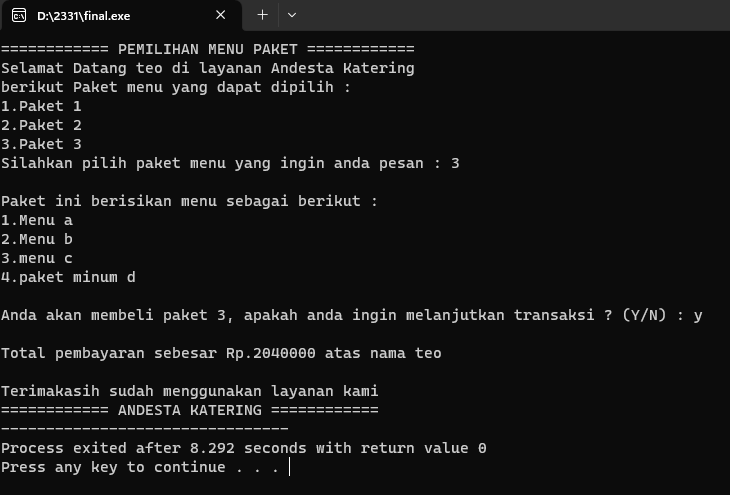 D:\2331\final.exe
============ PEMILIHAN MENU PAKET ============
Selamat Datang teo di layanan Andesta Katering
berikut Paket menu yang dapat dipilih :
1.Paket 1
2.Paket 2
3.Paket 3
Silahkan pilih paket menu yang ingin anda pesan : 3
Paket ini berisikan menu sebagai berikut :
1.Menu a
2.Menu b
3.menu c
4.paket minum d
Anda akan membeli paket 3, apakah anda ingin melanjutkan transaksi ? (Y/N) : y
Total pembayaran sebesar Rp.2040000 atas nama teo
Terimakasih sudah menggunakan layanan kami
============ ANDESTA KATERING ============
--------------------------------
Process exited after 8.292 seconds with return value 0
Press any key to continue . . .